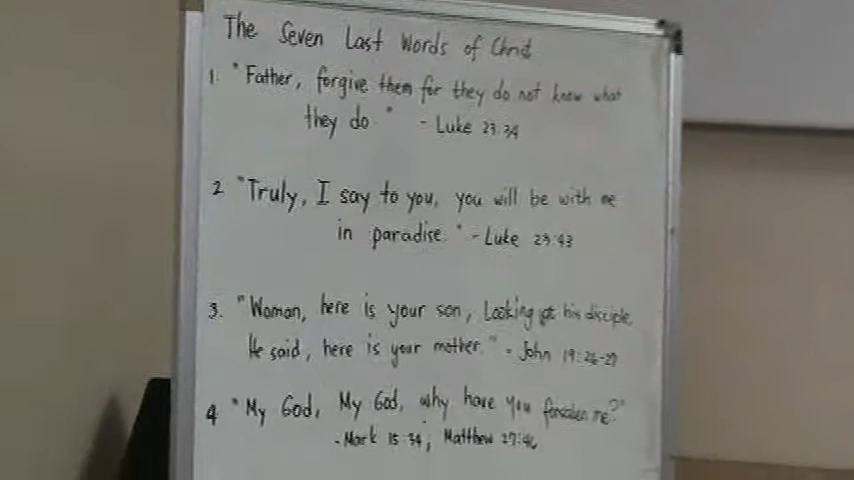 The Seven Last Words of Christ
1. "Father, forgive them for they do not know what
they do." - Luke 23:34
2 "Truly, I say to you, you will be with me
in paradise." - Luke 23:43
3. "Woman, here is your son, Looking at his disciple,
He said, here is your mother." - John 19:26-27
4 "My God, My God, why have you forsaken me?"
- Mark 15:34; Matthew 27:46